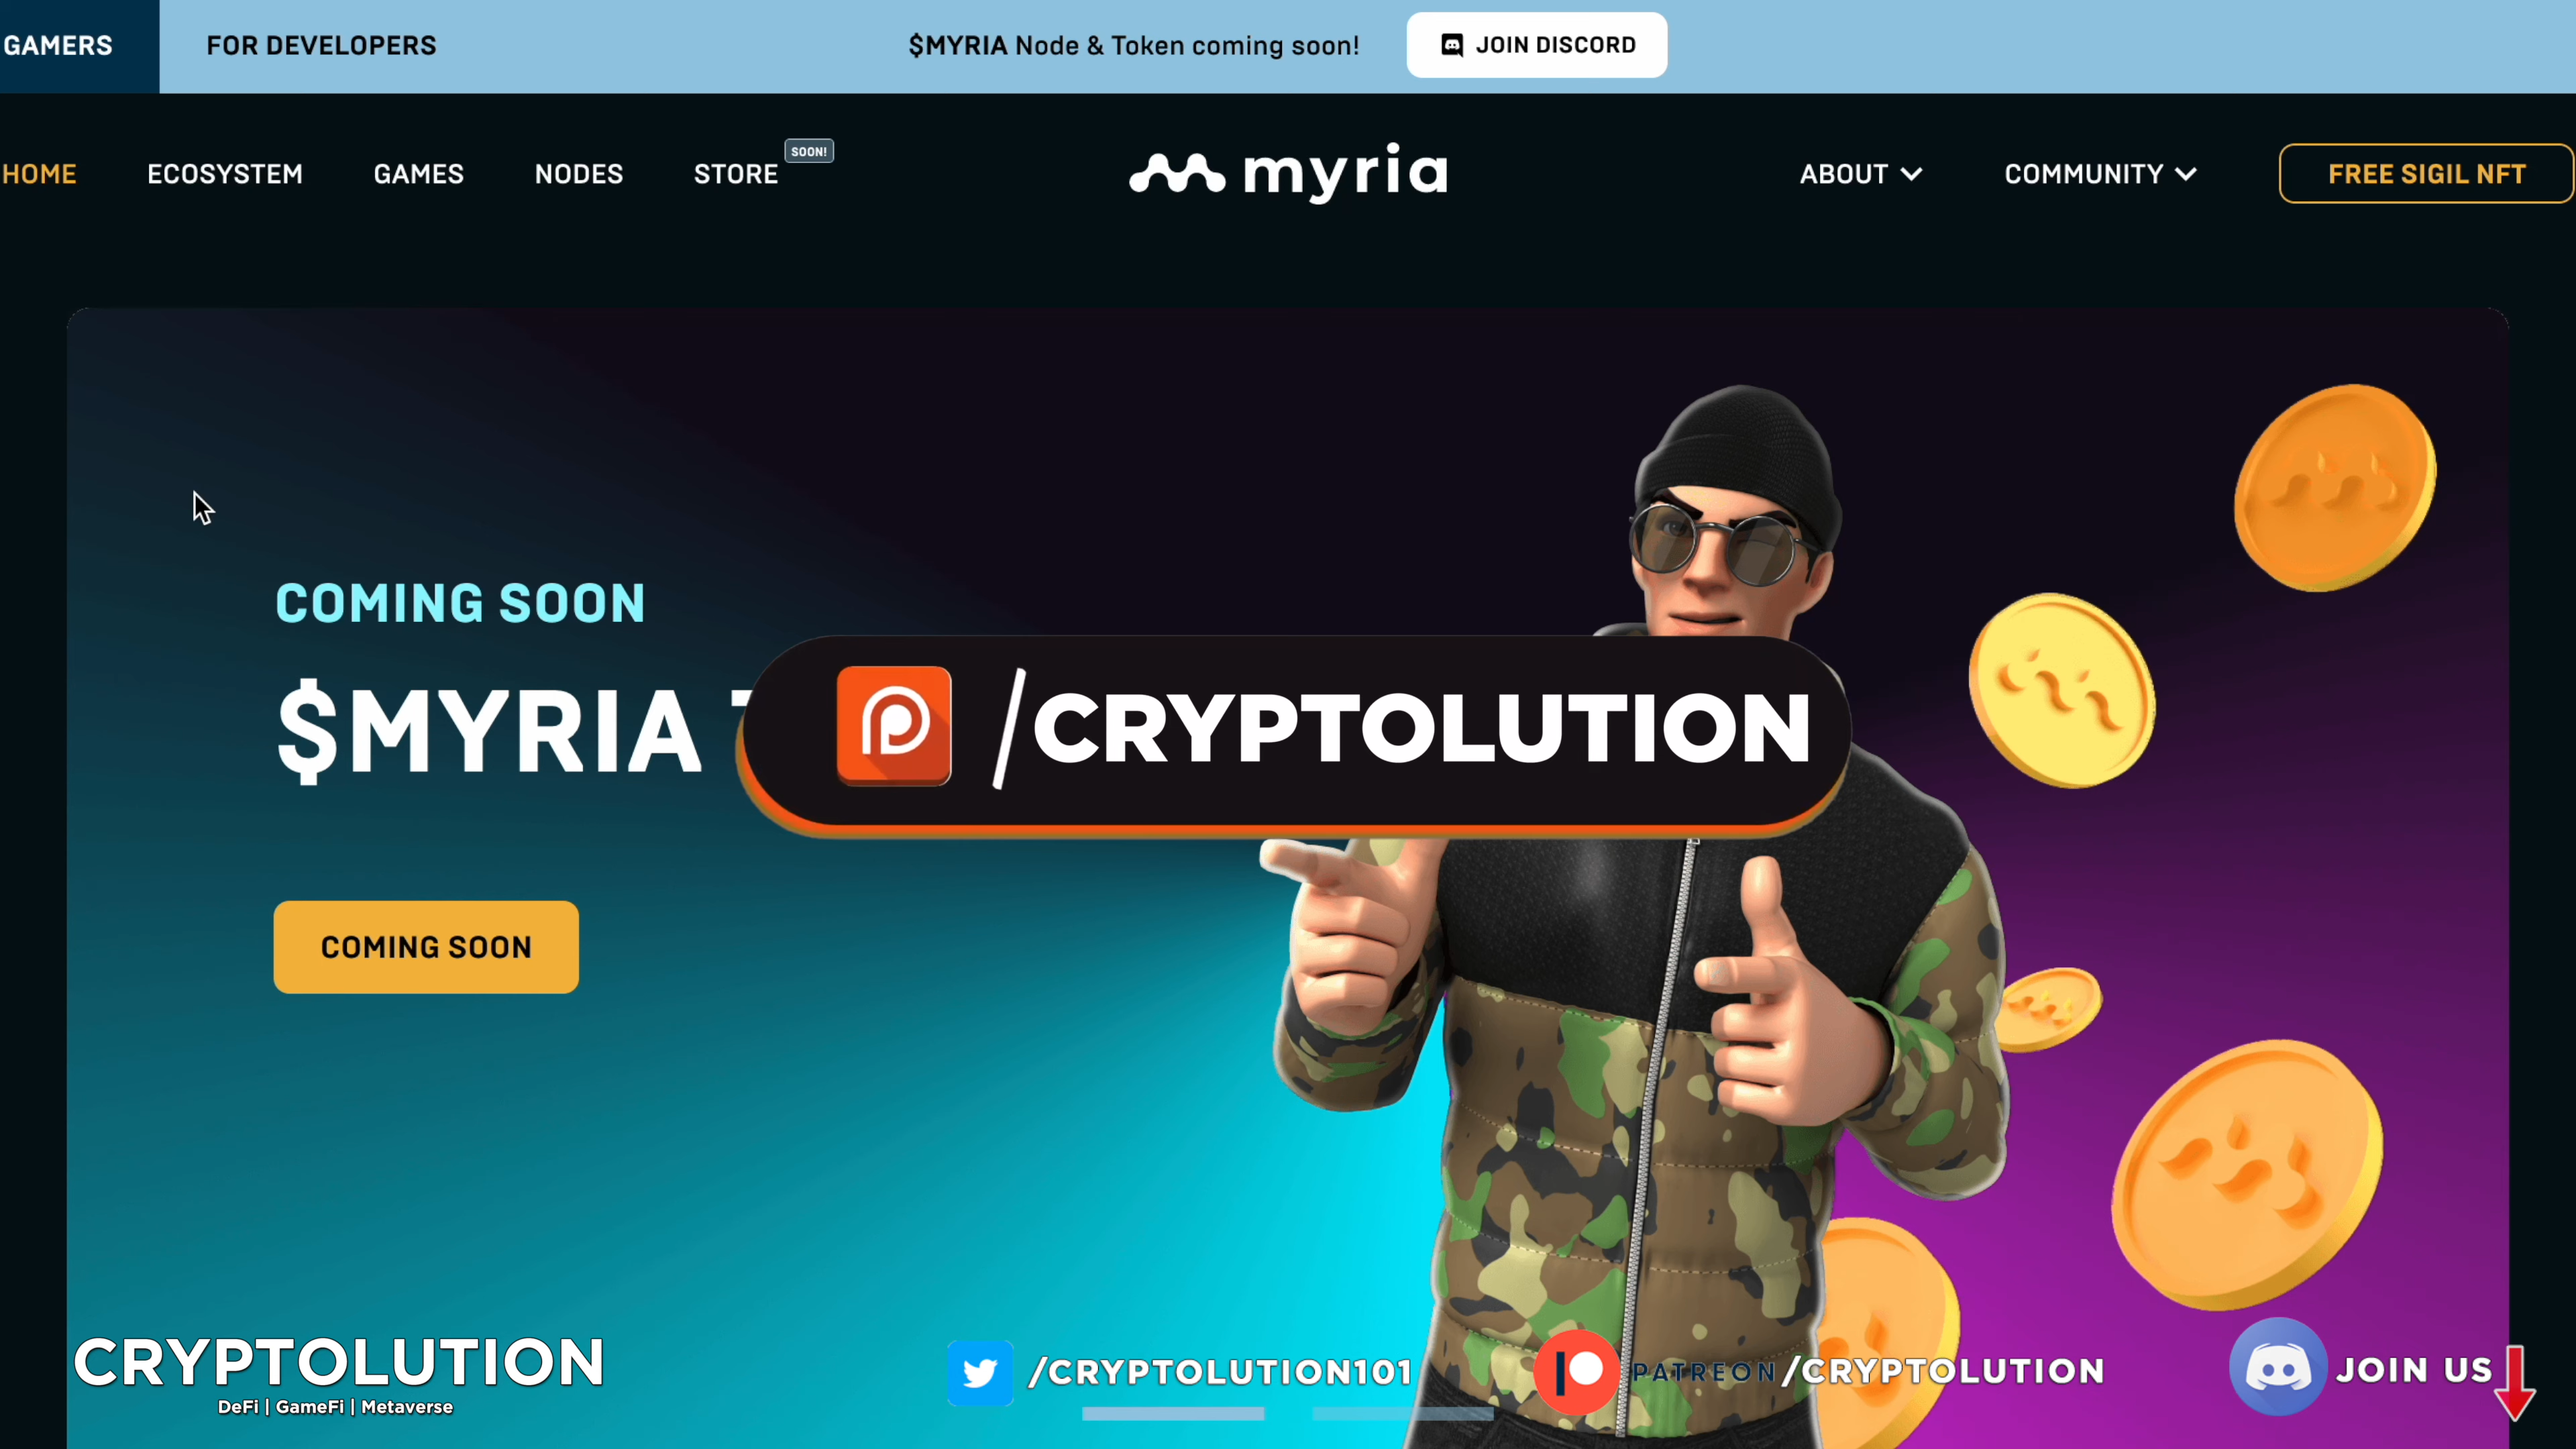 GAMERS
FOR DEVELOPERS
$MYRIA Node & Token coming soon!
JOIN DISCORD
HOME
ECOSYSTEM
GAMES
NODES
STORE
SOON!
myria
ABOUT
COMMUNITY
FREE SIGIL NFT
COMING SOON
$MYRIA
/CRYPTOLUTION
COMING SOON
CRYPTOLUTION
DeFi | GameFi | Metaverse
/CRYPTOLUTION101
PATREON /CRYPTOLUTION
JOIN US